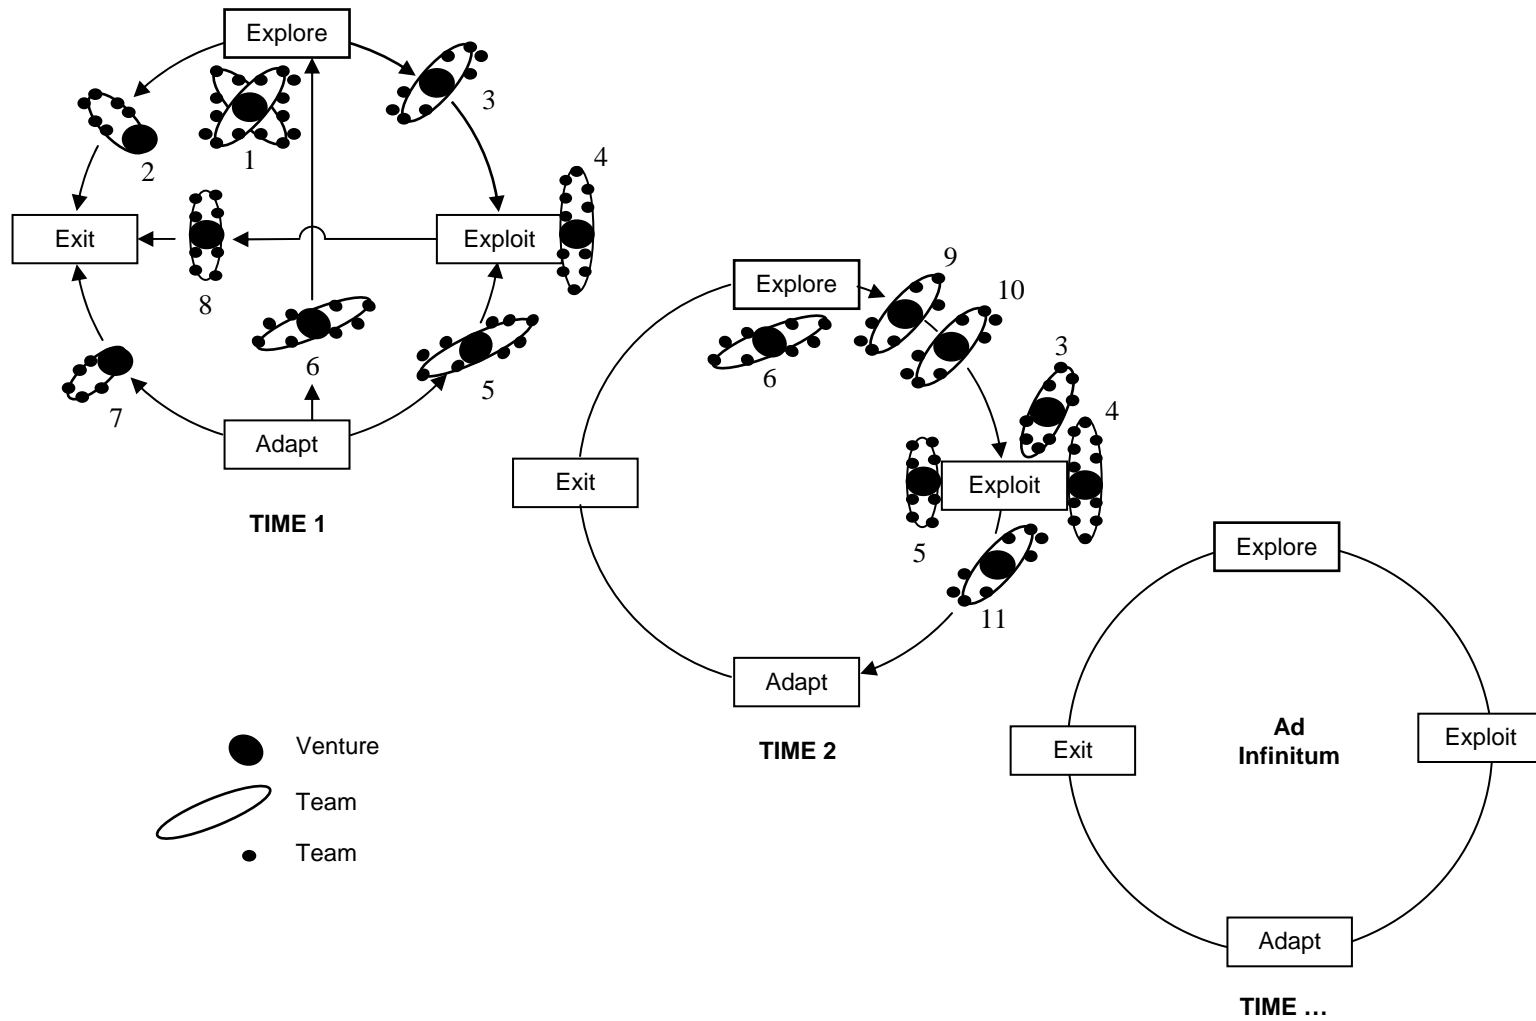 Explore
3
1
2
4
Exit
Exploit
8
6
5
7
Adapt
TIME 1
Explore
9
10
6
3
4
Exit
Exploit
5
11
Adapt
TIME 2
Explore
Exit
Ad
Infinitum
Exploit
Adapt
TIME ...
Venture
Team
Team